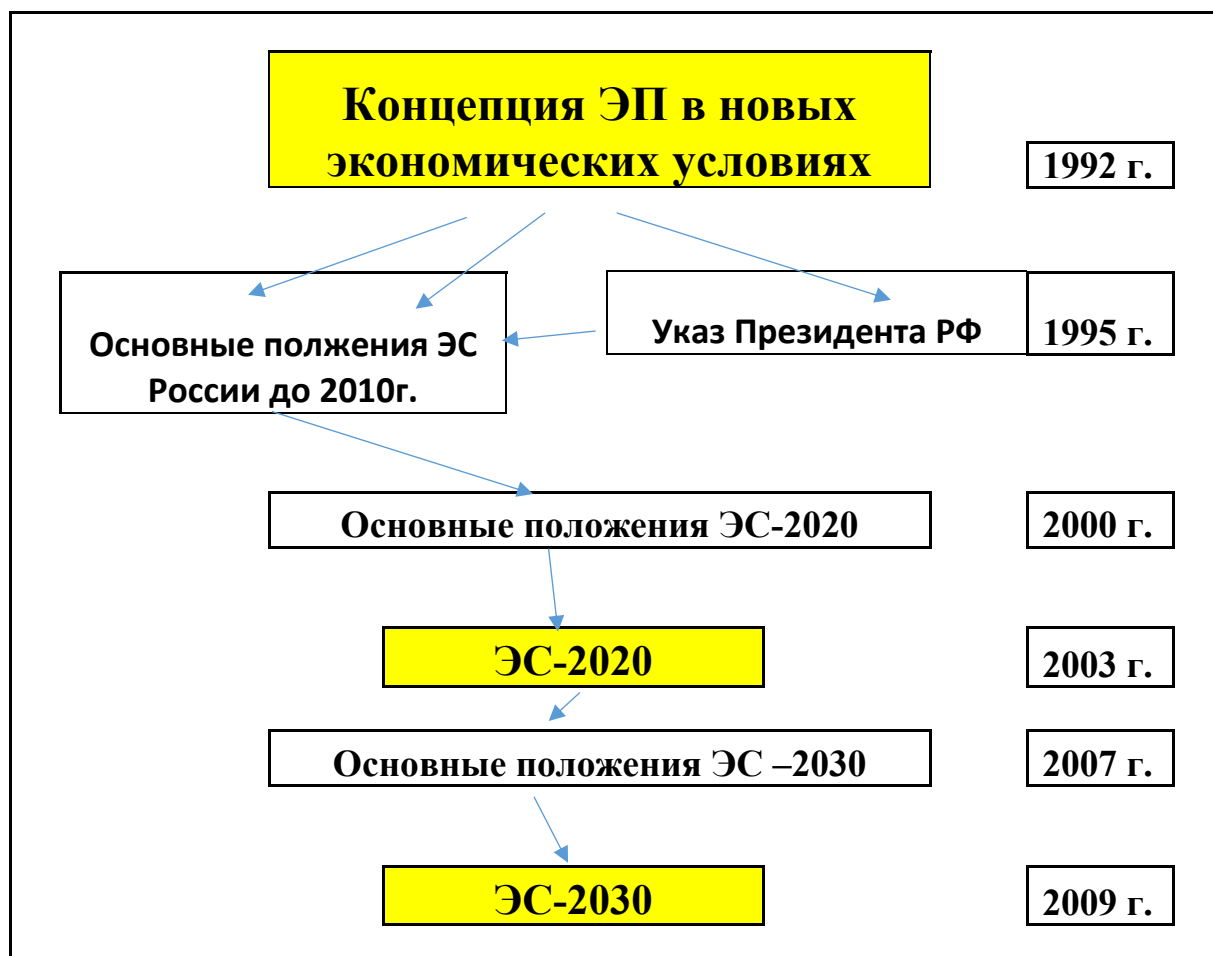 Концепция ЭП в новых
экономических условиях
1992 г.
Основные полжения ЭС
России до 2010г.
Указ Президента РФ
1995 г.
Основные положения ЭС-2020
2000 г.
ЭС-2020
2003 г.
Основные положения ЭС –2030
2007 г.
ЭС-2030
2009 г.